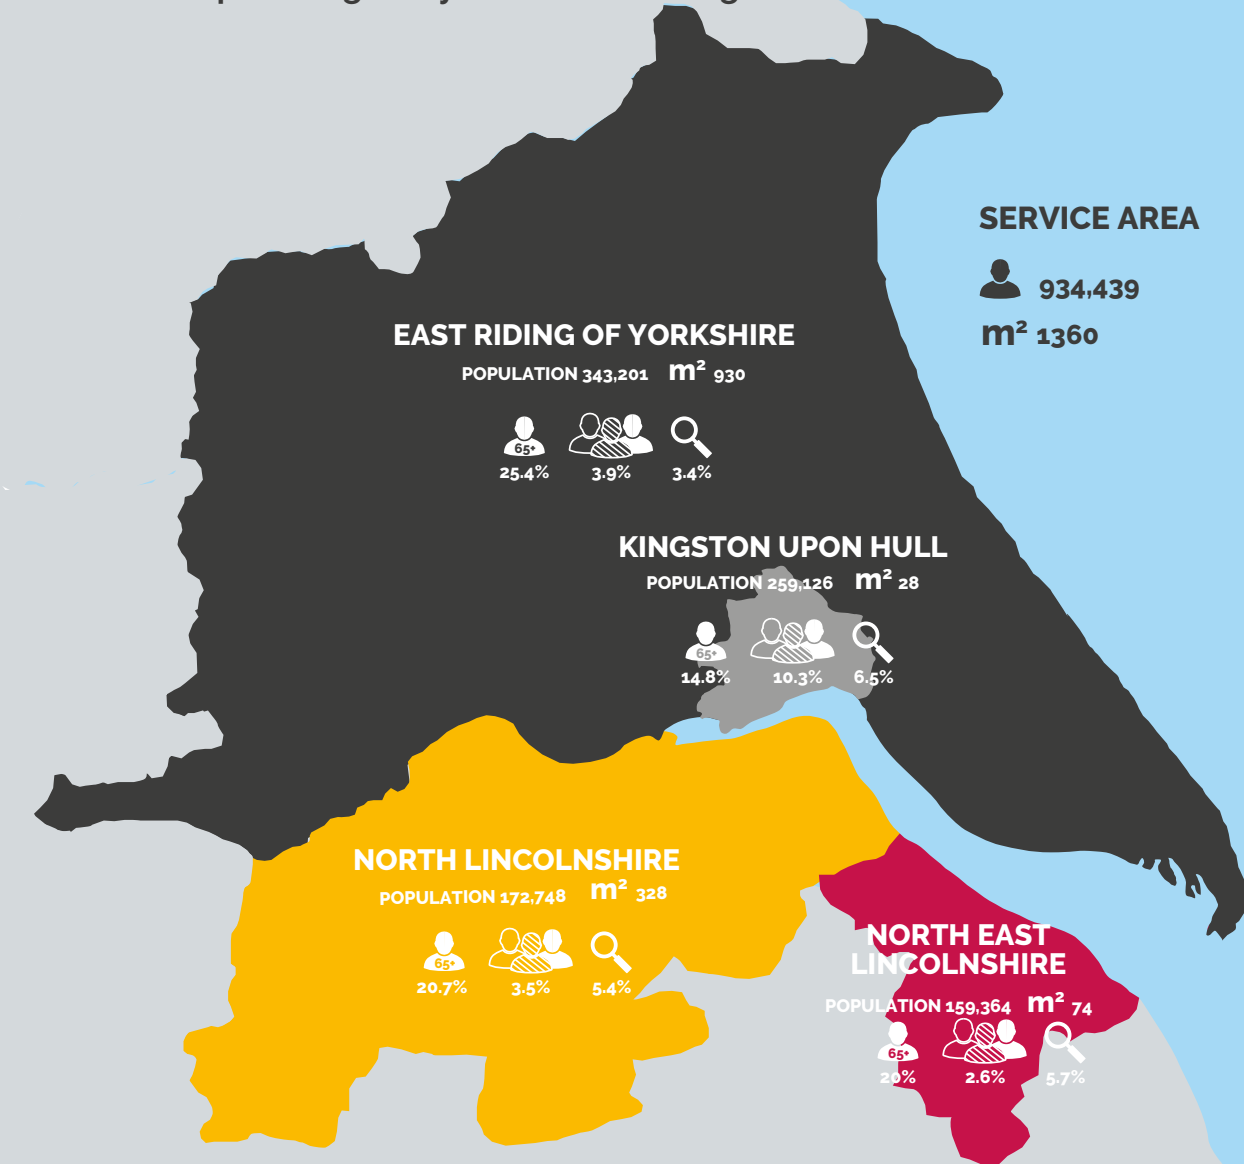 SERVICE AREA
934,439
m² 1360
EAST RIDING OF YORKSHIRE
POPULATION 343,201 m² 930
65+
25.4% 3.9% 3.4%
KINGSTON UPON HULL
POPULATION 259,126 m² 28
65+
14.8% 10.3% 6.5%
NORTH LINCOLNSHIRE
POPULATION 172,748 m² 328
65+
20.7% 3.5% 5.4%
NORTH EAST
LINCOLNSHIRE
POPULATION 159,364 m² 74
65+
20% 2.6% 5.7%